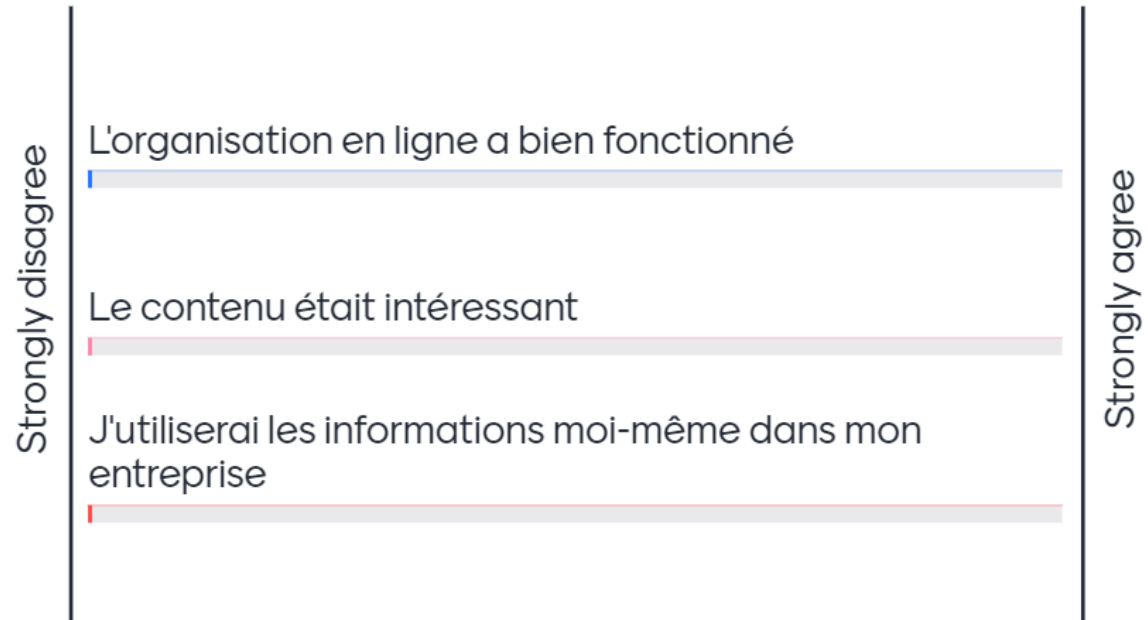 Strongly disagree
L'organisation en ligne a bien fonctionné
Le contenu était intéressant
J'utiliserai les informations moi-même dans mon
entreprise
Strongly agree